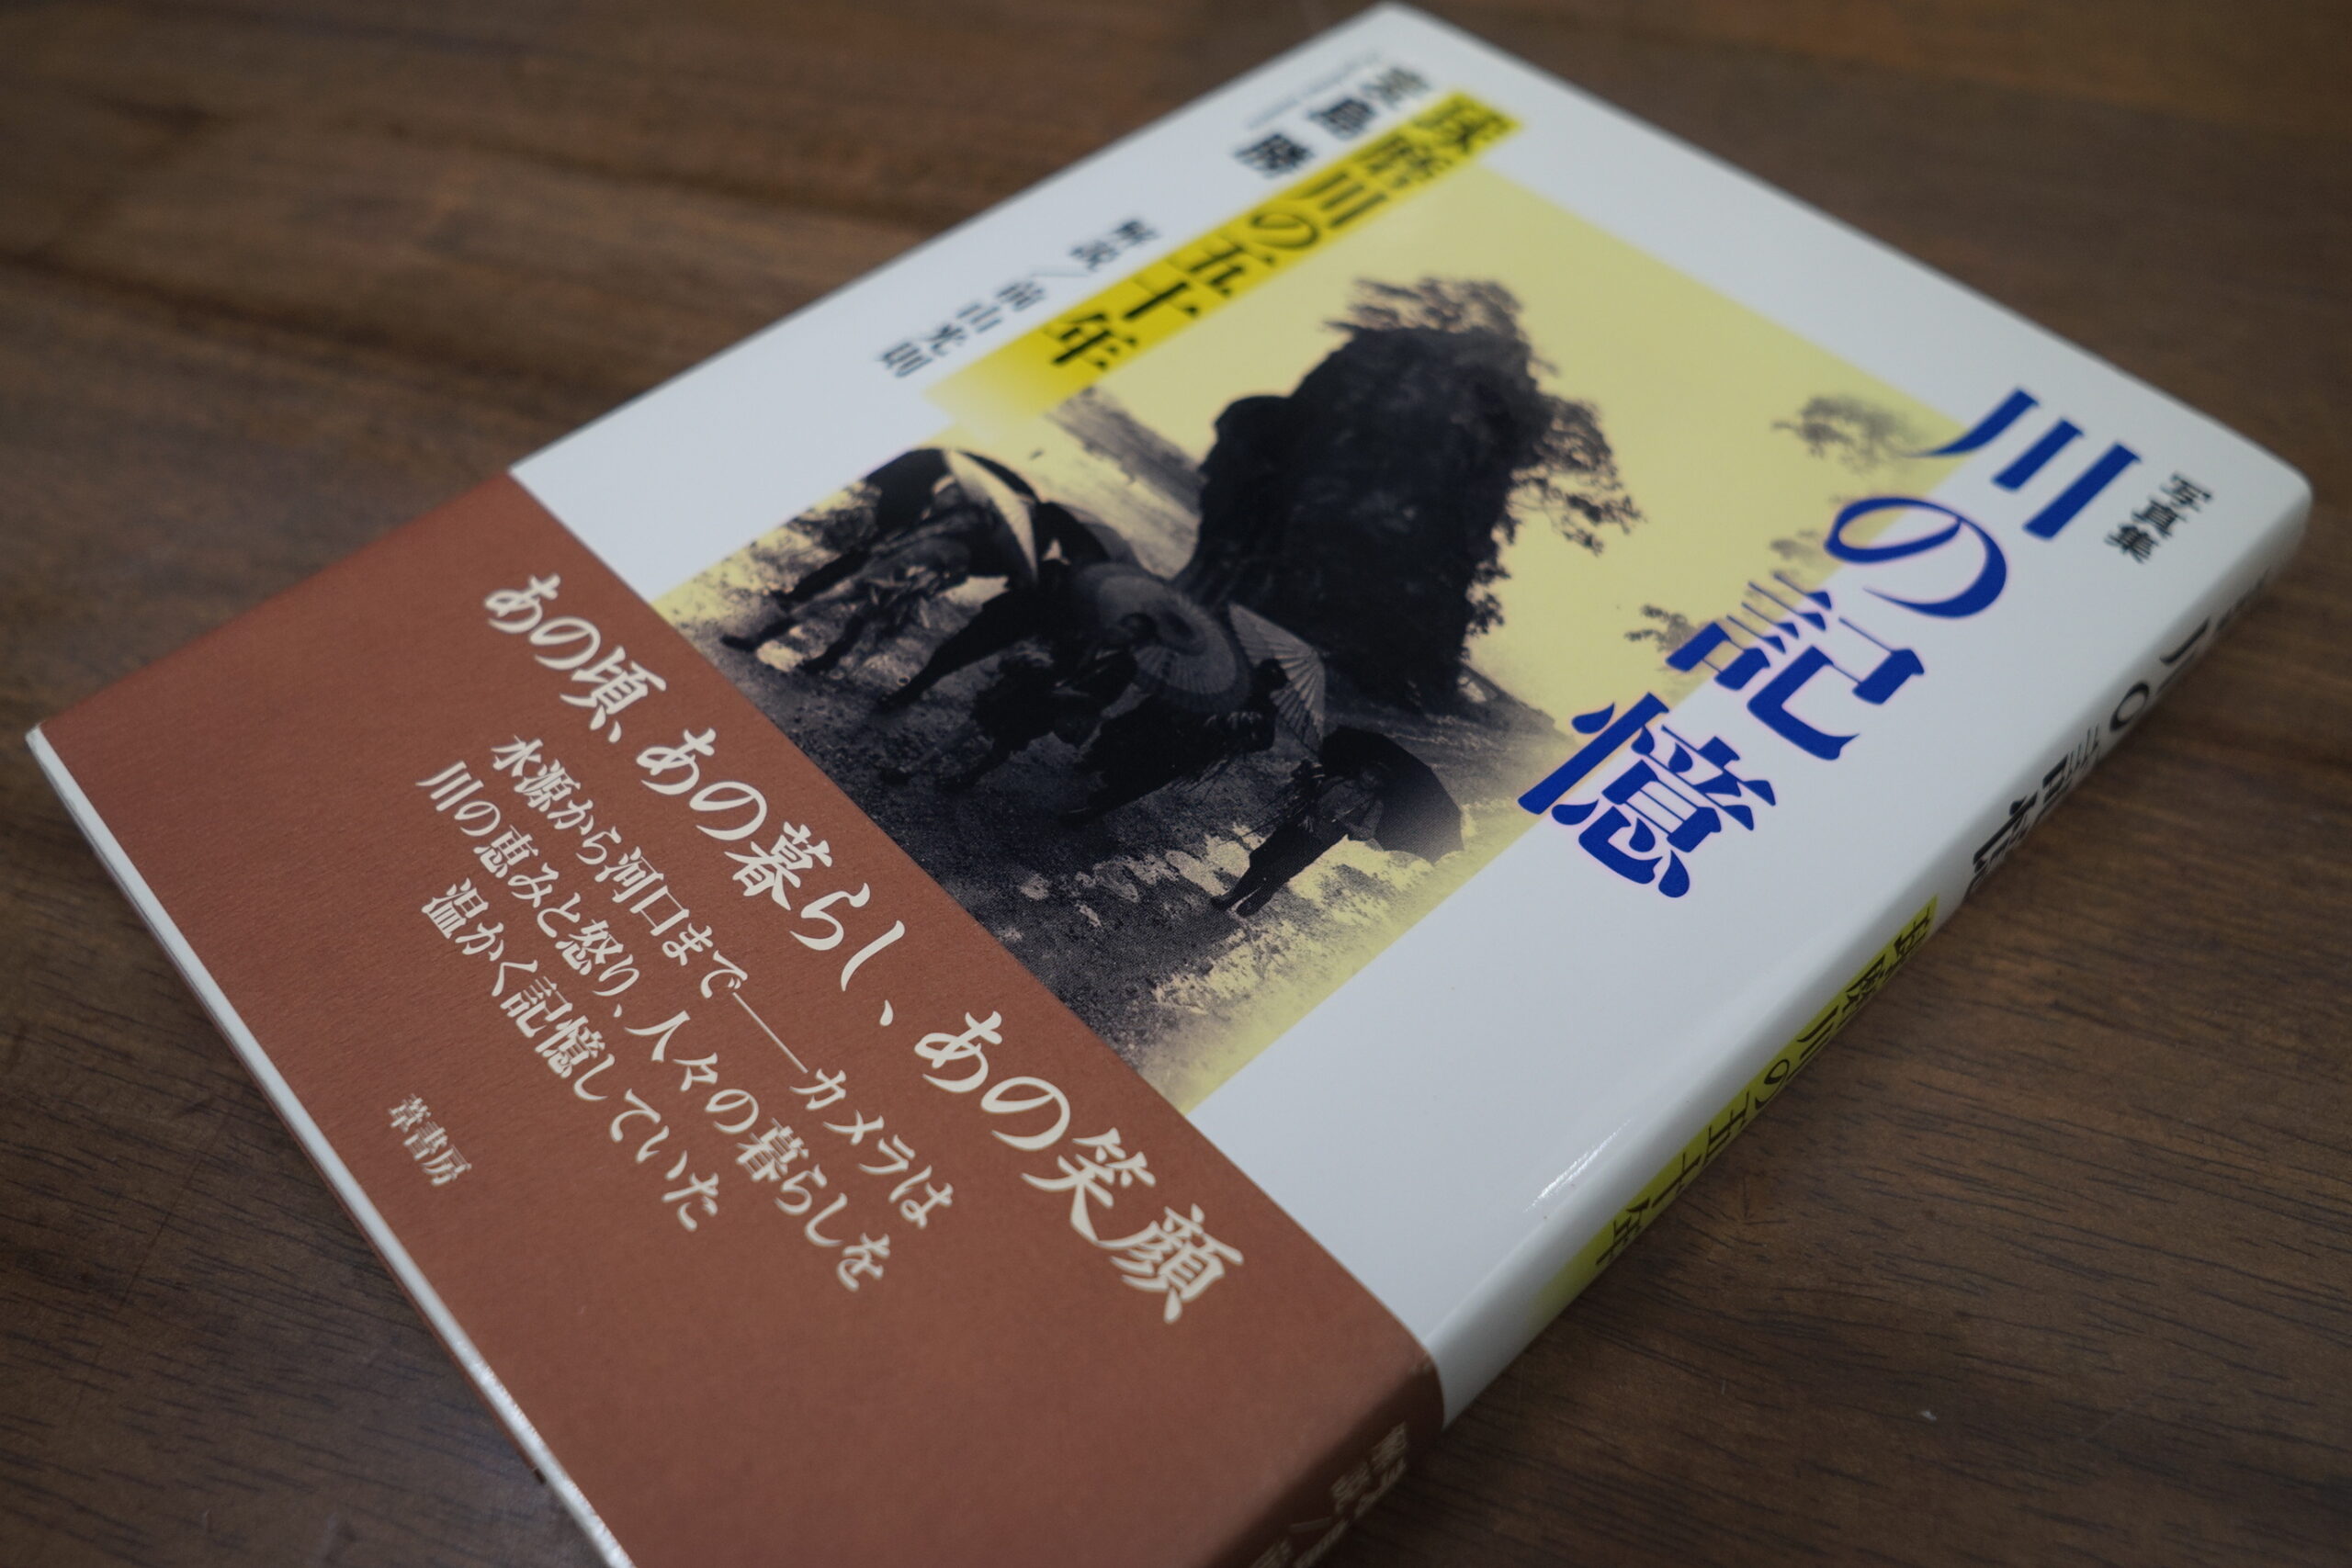 写真集
川の記憶
球磨川の五十年
麦島 勝
解説／前山光則
あの頃、あの暮らし、あの笑顔
水源から河口まで――カメラは
川の恵みと怒り、人々の暮らしを
温かく記憶していた
葦書房
川の記憶
球磨川の五十年